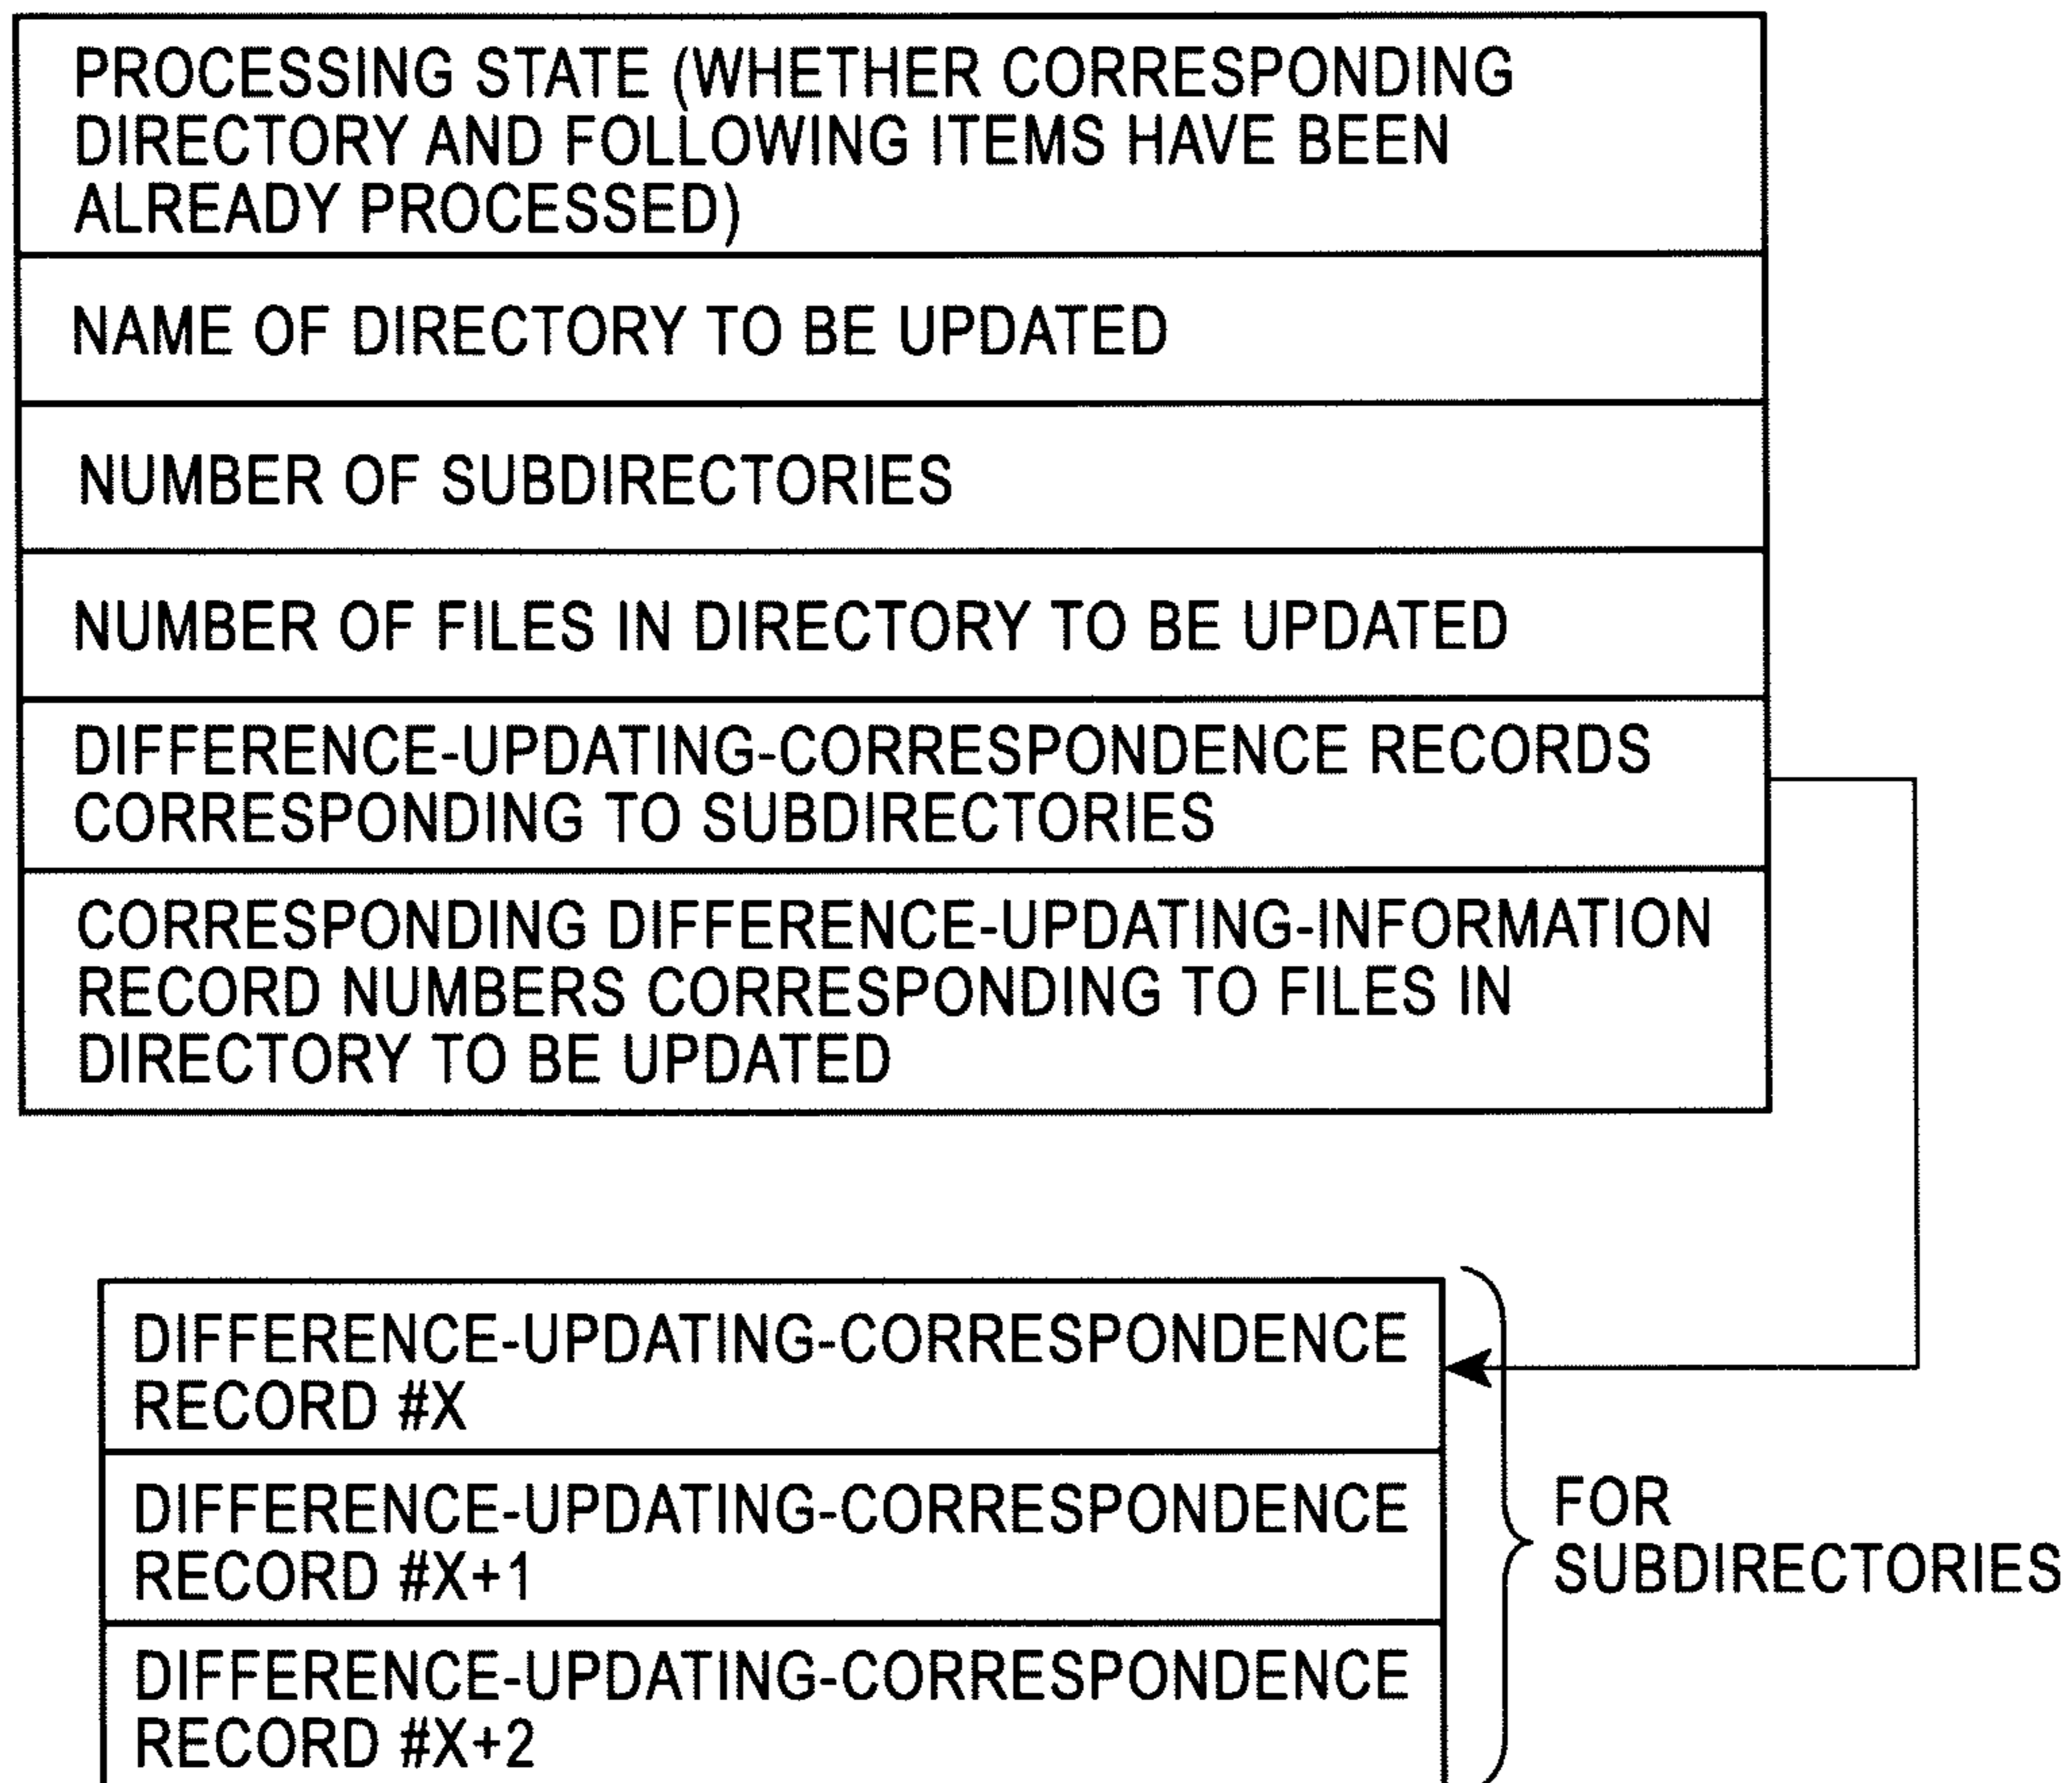 PROCESSING STATE (WHETHER CORRESPONDING
DIRECTORY AND FOLLOWING ITEMS HAVE BEEN
ALREADY PROCESSED)
NAME OF DIRECTORY TO BE UPDATED
NUMBER OF SUBDIRECTORIES
NUMBER OF FILES IN DIRECTORY TO BE UPDATED
DIFFERENCE-UPDATING-CORRESPONDENCE RECORDS
CORRESPONDING TO SUBDIRECTORIES
CORRESPONDING DIFFERENCE-UPDATING-INFORMATION
RECORD NUMBERS CORRESPONDING TO FILES IN
DIRECTORY TO BE UPDATED
DIFFERENCE-UPDATING-CORRESPONDENCE
RECORD #X
DIFFERENCE-UPDATING-CORRESPONDENCE
RECORD #X+1
DIFFERENCE-UPDATING-CORRESPONDENCE
RECORD #X+2
FOR
SUBDIRECTORIES